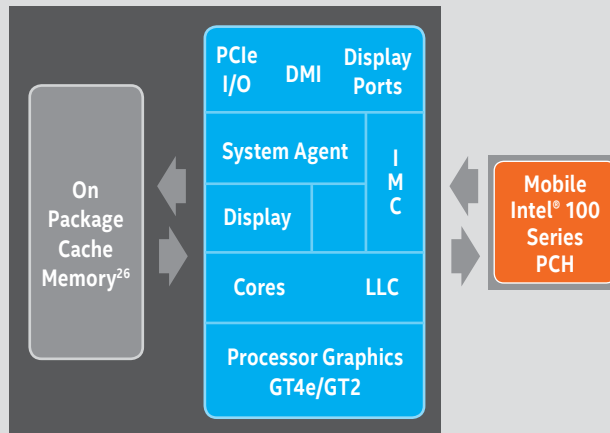 PCIe
I/O
DMI
Display
Ports
System Agent
I
M
C
Display
Cores
LLC
Processor Graphics
GT4e/GT2
On
Package
Cache
Memory26
Mobile
Intel® 100
Series
PCH